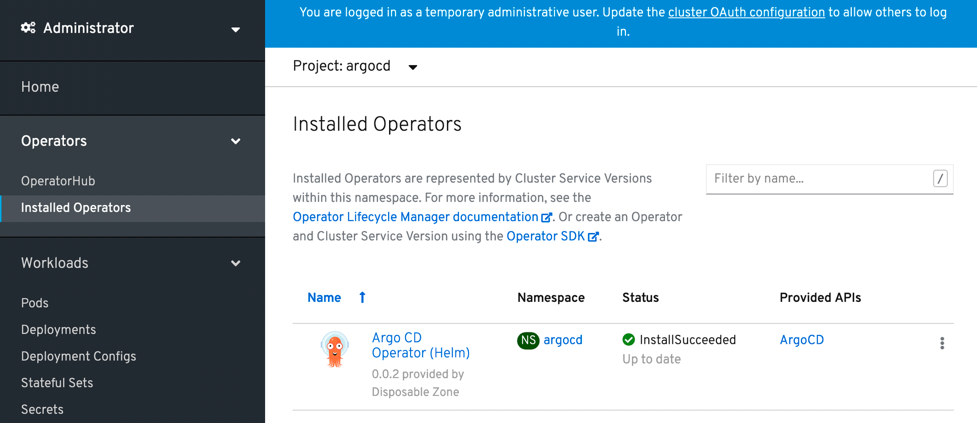 Administrator
Home
Operators
OperatorHub
Installed Operators
Workloads
Pods
Deployments
Deployment Configs
Stateful Sets
Secrets
You are logged in as a temporary administrative user. Update the cluster OAuth configuration to allow others to log
in.
Project: argocd
Installed Operators
Installed Operators are represented by Cluster Service Versions
within this namespace. For more information, see the
Operator Lifecycle Manager documentation. Or create an Operator
and Cluster Service Version using the Operator SDK.
Filter by name...
/
Name Namespace Status Provided APIs
Argo CD
Operator (Helm)
0.0.2 provided by
Disposable Zone
NS argocd
InstallSucceeded
Up to date
ArgoCD